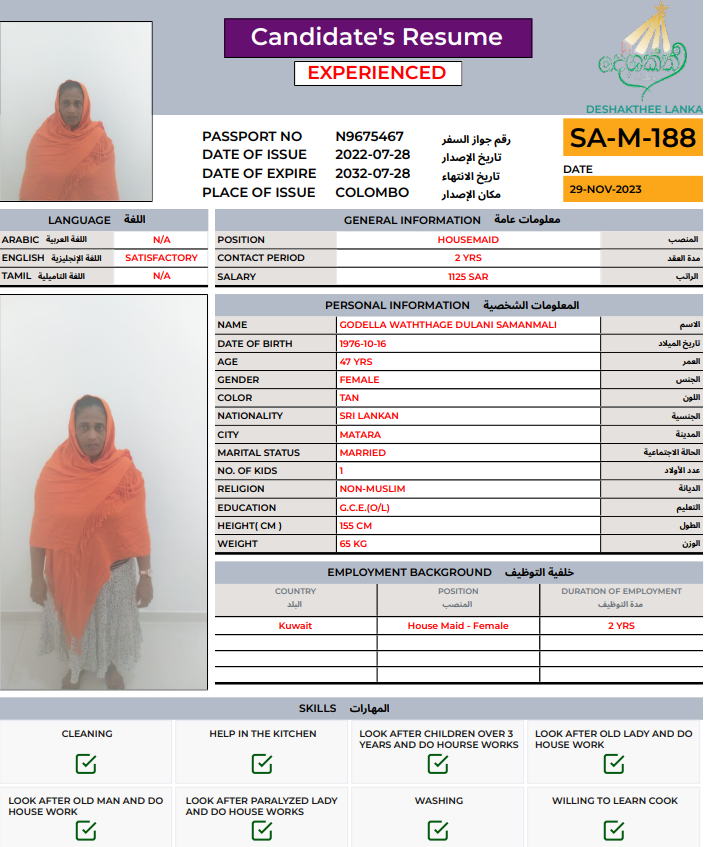 Candidate's Resume
EXPERIENCED
DESHAKTHEE LANKA
PASSPORT NO N9675467 رقم جواز السفر
DATE OF ISSUE 2022-07-28 تاريخ الإصدار
DATE OF EXPIRE 2032-07-28 تاريخ الانتهاء
PLACE OF ISSUE COLOMBO مكان الإصدار
SA-M-188
DATE
29-NOV-2023
LANGUAGE اللغة
ARABIC اللغة العربية N/A
ENGLISH اللغة الإنجليزية SATISFACTORY
TAMIL اللغة التاميلية N/A
GENERAL INFORMATION معلومات عامة
POSITION HOUSEMAID المنصب
CONTACT PERIOD 2 YRS مدة العقد
SALARY 1125 SAR الراتب
PERSONAL INFORMATION المعلومات الشخصية
NAME GODELLA WATHTHAGE DULANI SAMANMALI الاسم
DATE OF BIRTH 1976-10-16 تاريخ الميلاد
AGE 47 YRS العمر
GENDER FEMALE الجنس
COLOR TAN اللون
NATIONALITY SRI LANKAN الجنسية
CITY MATARA المدينة
MARITAL STATUS MARRIED الحالة الاجتماعية
NO. OF KIDS 1 عدد الأولاد
RELIGION NON-MUSLIM الديانة
EDUCATION G.C.E.(O/L) التعليم
HEIGHT( CM ) 155 CM الطول
WEIGHT 65 KG الوزن
EMPLOYMENT BACKGROUND خلفية التوظيف
COUNTRY POSITION DURATION OF EMPLOYMENT
البلد المنصب مدة التوظيف
Kuwait House Maid - Female 2 YRS
SKILLS المهارات
CLEANING
HELP IN THE KITCHEN
LOOK AFTER CHILDREN OVER 3
YEARS AND DO HOURSE WORKS
LOOK AFTER OLD LADY AND DO
HOUSE WORK
LOOK AFTER OLD MAN AND DO
HOUSE WORK
LOOK AFTER PARALYZED LADY
AND DO HOUSE WORKS
WASHING
WILLING TO LEARN COOK